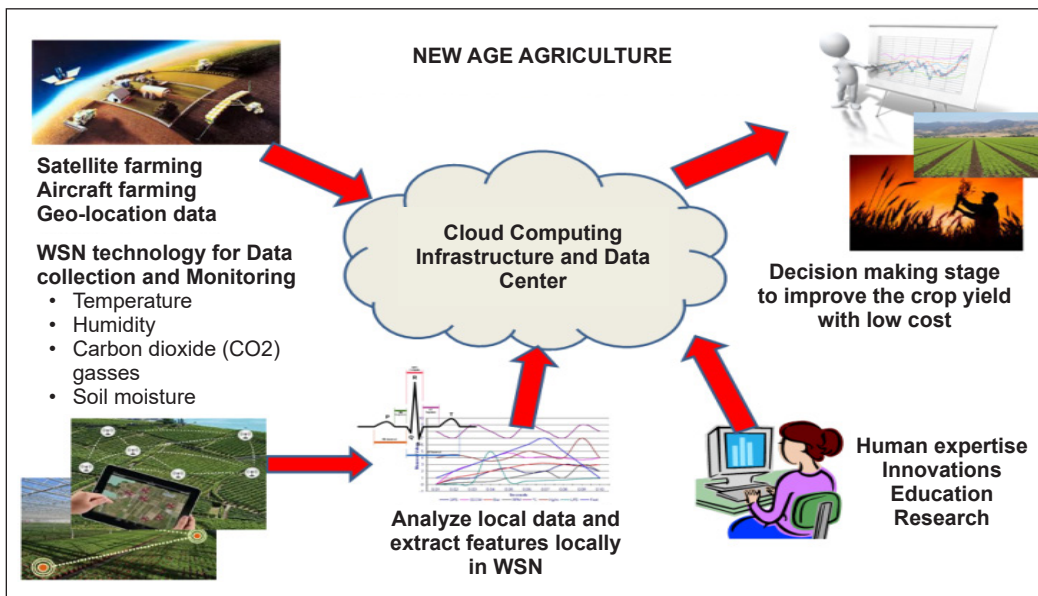 NEW AGE AGRICULTURE
Satellite farming
Aircraft farming
Geo-location data
WSN technology for Data
collection and Monitoring
• Temperature
• Humidity
• Carbon dioxide (CO2)
gasses
• Soil moisture
Cloud Computing
Infrastructure and Data
Center
Decision making stage
to improve the crop yield
with low cost
R
P
T
Q
Analyze local data and
extract features locally
in WSN
Human expertise
Innovations
Education
Research